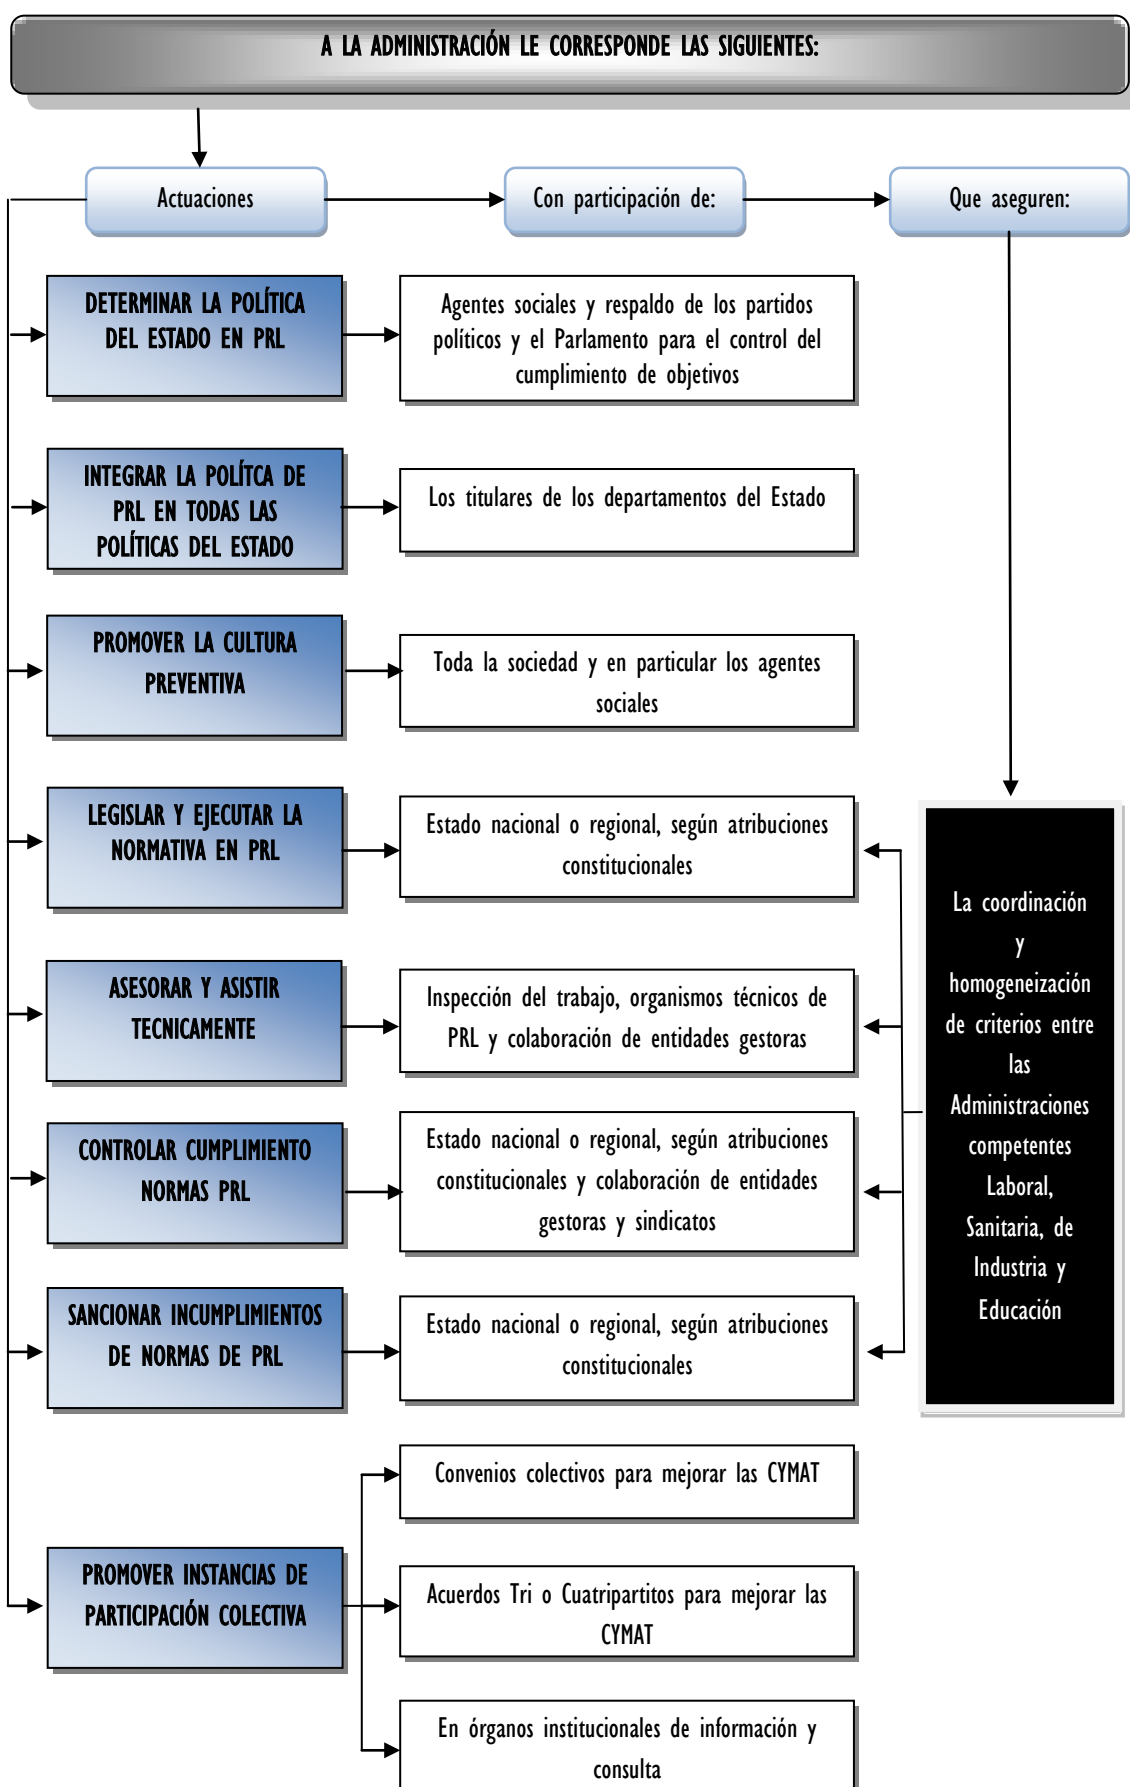 A LA ADMINISTRACIÓN LE CORRESPONDE LAS SIGUIENTES:
Actuaciones
Con participación de:
Que aseguren:
DETERMINAR LA POLÍTICA
DEL ESTADO EN PRL
Agentes sociales y respaldo de los partidos
políticos y el Parlamento para el control del
cumplimiento de objetivos
INTEGRAR LA POLÍTCA DE
PRL EN TODAS LAS
POLÍTICAS DEL ESTADO
Los titulares de los departamentos del Estado
PROMOVER LA CULTURA
PREVENTIVA
Toda la sociedad y en particular los agentes
sociales
LEGISLAR Y EJECUTAR LA
NORMATIVA EN PRL
Estado nacional o regional, según atribuciones
constitucionales
ASESORAR Y ASISTIR
TECNICAMENTE
Inspección del trabajo, organismos técnicos de
PRL y colaboración de entidades gestoras
CONTROLAR CUMPLIMIENTO
NORMAS PRL
Estado nacional o regional, según atribuciones
constitucionales y colaboración de entidades
gestoras y sindicatos
SANCIONAR INCUMPLIMIENTOS
DE NORMAS DE PRL
Estado nacional o regional, según atribuciones
constitucionales
La coordinación
y
homogeneización
de criterios entre
las
Administraciones
competentes
Laboral,
Sanitaria, de
Industria y
Educación
PROMOVER INSTANCIAS DE
PARTICIPACIÓN COLECTIVA
Convenios colectivos para mejorar las CYMAT
Acuerdos Tri o Cuatripartitos para mejorar las
CYMAT
En órganos institucionales de información y
consulta